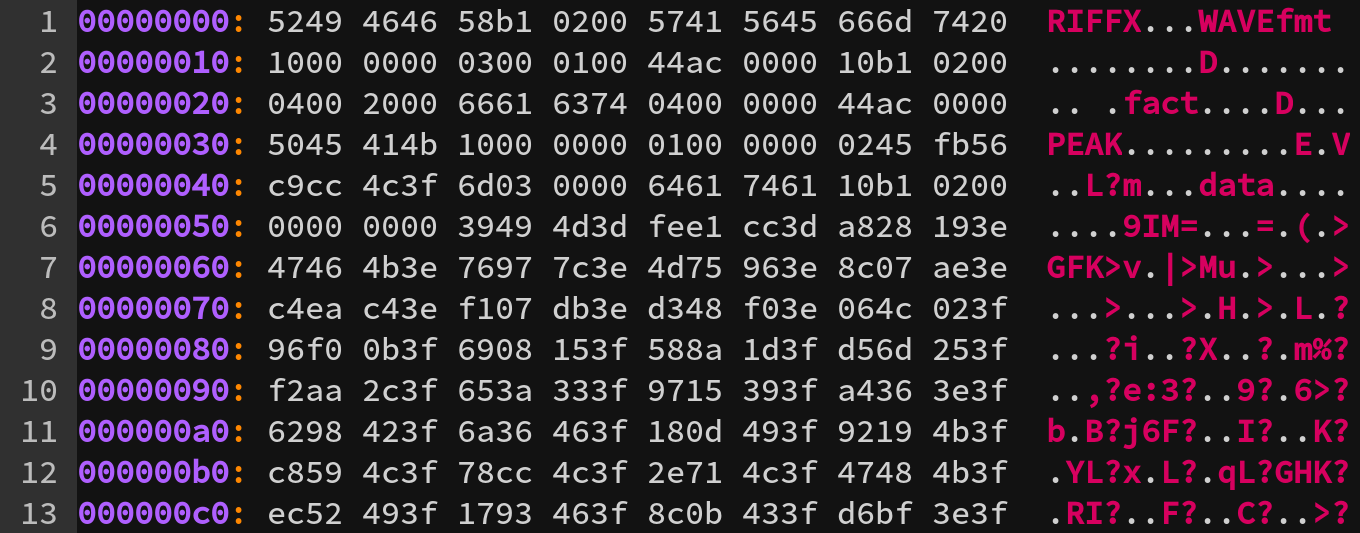 1 00000000: 5249 4646 58b1 0200 5741 5645 666d 7420 RIFFX...WAVEfmt
2 00000010: 1000 0000 0300 0100 44ac 0000 10b1 0200 ........D.......
3 00000020: 0400 2000 6661 6374 0400 0000 44ac 0000 .. .fact....D...
4 00000030: 5045 414b 1000 0000 0100 0000 0245 fb56 PEAK.........E.V
5 00000040: c9cc 4c3f 6d03 0000 6461 7461 10b1 0200 ..L?m...data....
6 00000050: 0000 0000 3949 4d3d fee1 cc3d a828 193e ....9IM=...=.(.>
7 00000060: 4746 4b3e 7697 7c3e 4d75 963e 8c07 ae3e GFK>v.|>Mu.>...>
8 00000070: c4ea c43e f107 db3e d348 f03e 064c 023f ...>...>.H.>.L.?
9 00000080: 96f0 0b3f 6908 153f 588a 1d3f d56d 253f ...?i..?X..?.m%?
10 00000090: f2aa 2c3f 653a 333f 9715 393f a436 3e3f ..,?e:3?..9?.6>?
11 000000a0: 6298 423f 6a36 463f 180d 493f 9219 4b3f b.B?j6F?..I?..K?
12 000000b0: c859 4c3f 78cc 4c3f 2e71 4c3f 4748 4b3f .YL?x.L?.qL?GHK?
13 000000c0: ec52 493f 1793 463f 8c0b 433f d6bf 3e3f .RI?..F?..C?..>?